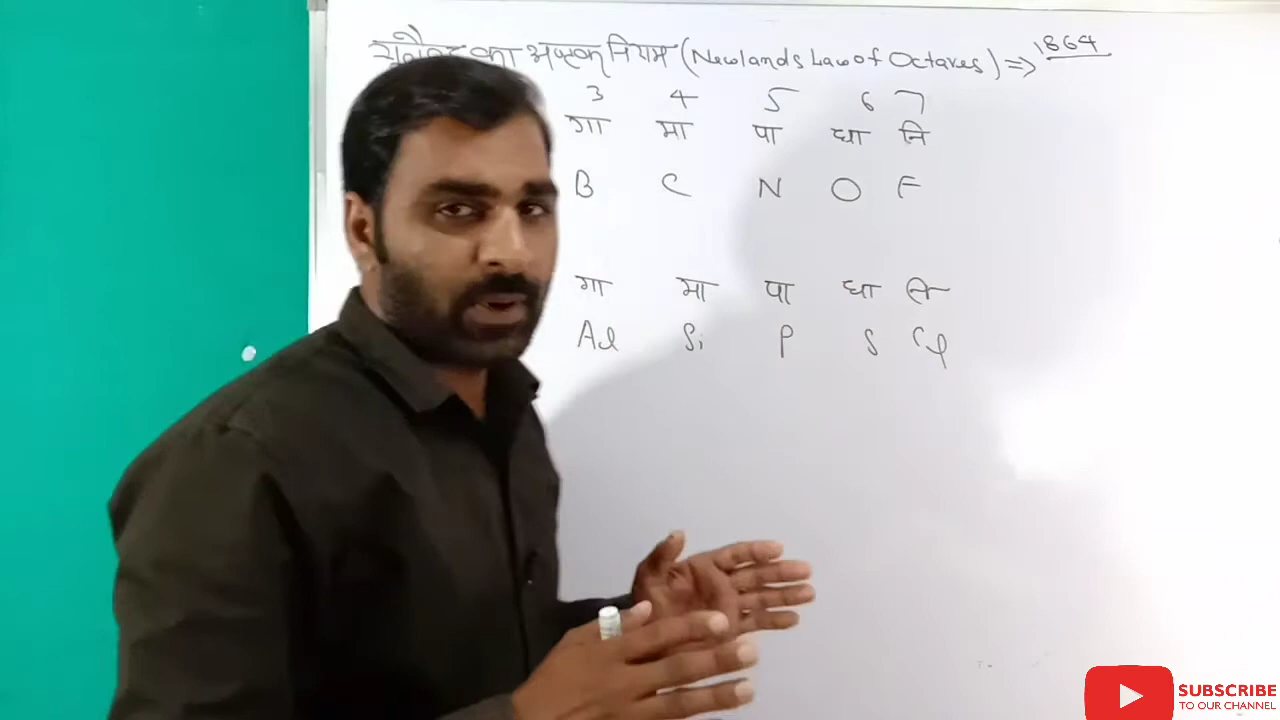 न्यूलैण्ड का अष्टक नियम (Newlands Law of Octaves) ⇒ 1864
3 4 5 6 7
गा मा पा धा नि
B C N O F
गा मा पा धा नि
Al Si P S Cl
SUBSCRIBE
TO OUR CHANNEL